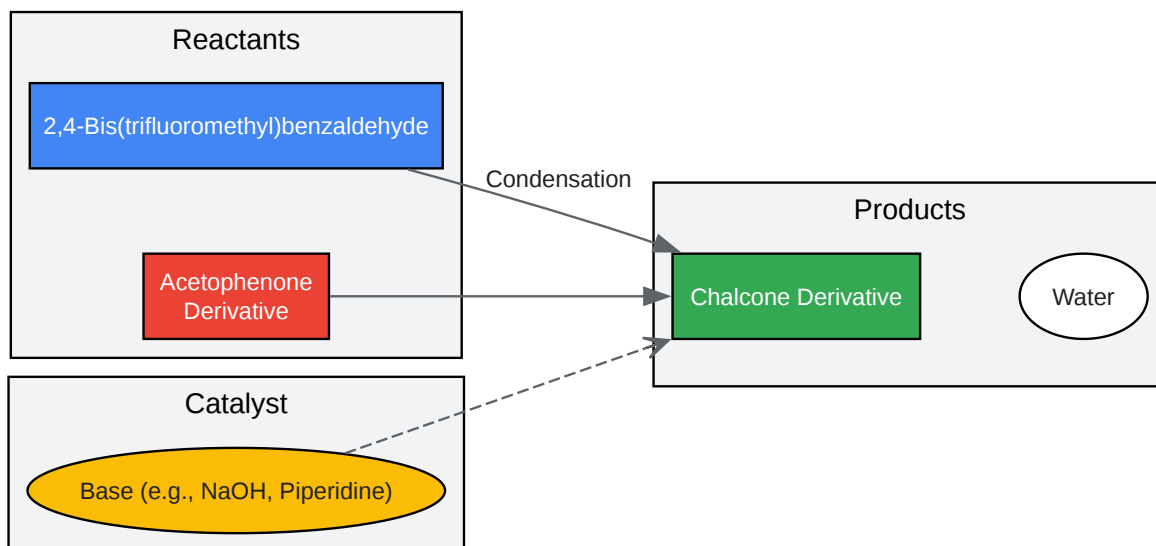 Reactants
2,4-Bis(trifluoromethyl)benzaldehyde
Condensation
Products
Acetophenone
Derivative
Chalcone Derivative
Water
Catalyst
Base (e.g., NaOH, Piperidine)